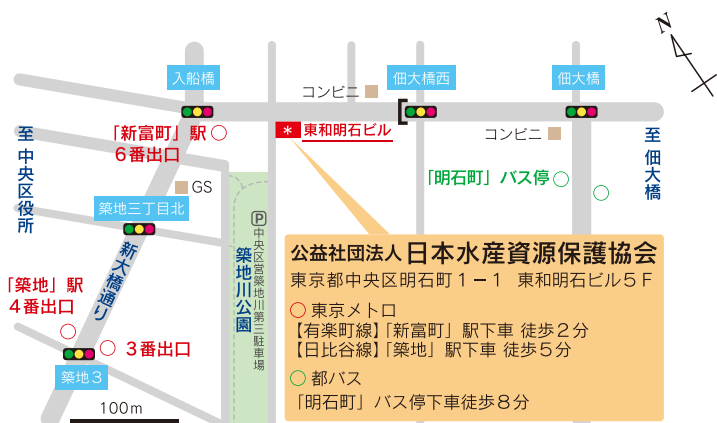 N
入船橋
佃大橋西
佃大橋
コンビニ
「新富町」駅
6番出口
* 東和明石ビル
コンビニ
至 中央区役所
至 佃大橋
GS
「明石町」バス停
築地三丁目北
P
中央区営築地川第三駐車場
築地川公園
新大橋通り
「築地」駅
4番出口
3番出口
築地3
100m
公益社団法人日本水産資源保護協会
東京都中央区明石町1－1 東和明石ビル5F
東京メトロ
【有楽町線】「新富町」駅下車 徒歩2分
【日比谷線】「築地」駅下車 徒歩5分
都バス
「明石町」バス停下車徒歩8分